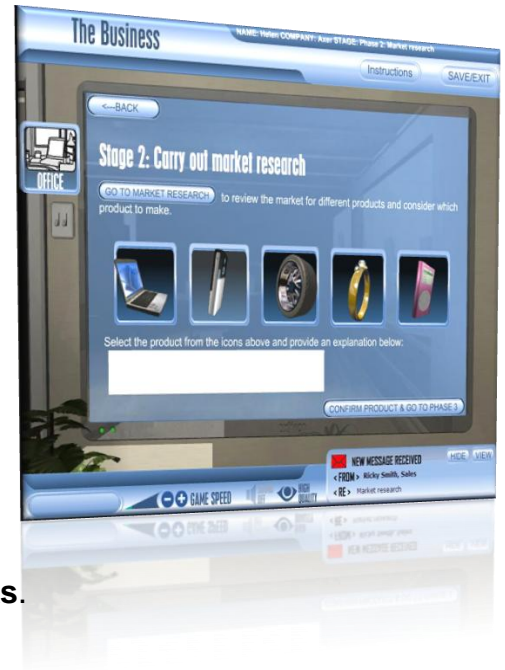 The Business
NAME: Helen COMPANY: Axer STAGE: Phase 2: Market research
Instructions
SAVE/EXIT
<---BACK
OFFICE
Stage 2: Carry out market research
GO TO MARKET RESEARCH to review the market for different products and consider which
product to make.
Select the product from the icons above and provide an explanation below:
CONFIRM PRODUCT & GO TO PHASE 3
NEW MESSAGE RECEIVED
HIDE
VIEW
<FROM> Ricky Smith, Sales
<RE> Market research
GAME SPEED
HIGH
QUALITY
s.